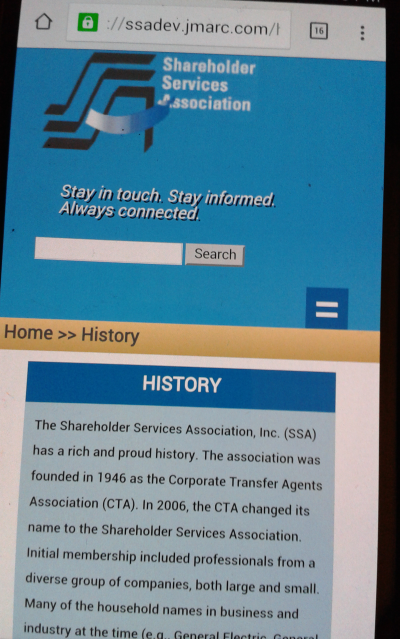 ://ssadev.jmarc.com/
16
Shareholder
Services
Association
Stay in touch. Stay informed.
Always connected.
Search
Home >> History
HISTORY
The Shareholder Services Association, Inc. (SSA)
has a rich and proud history. The association was
founded in 1946 as the Corporate Transfer Agents
Association (CTA). In 2006, the CTA changed its
name to the Shareholder Services Association.
Initial membership included professionals from a
diverse group of companies, both large and small.
Many of the household names in business and
industry at the time (e.g., General Electric, General